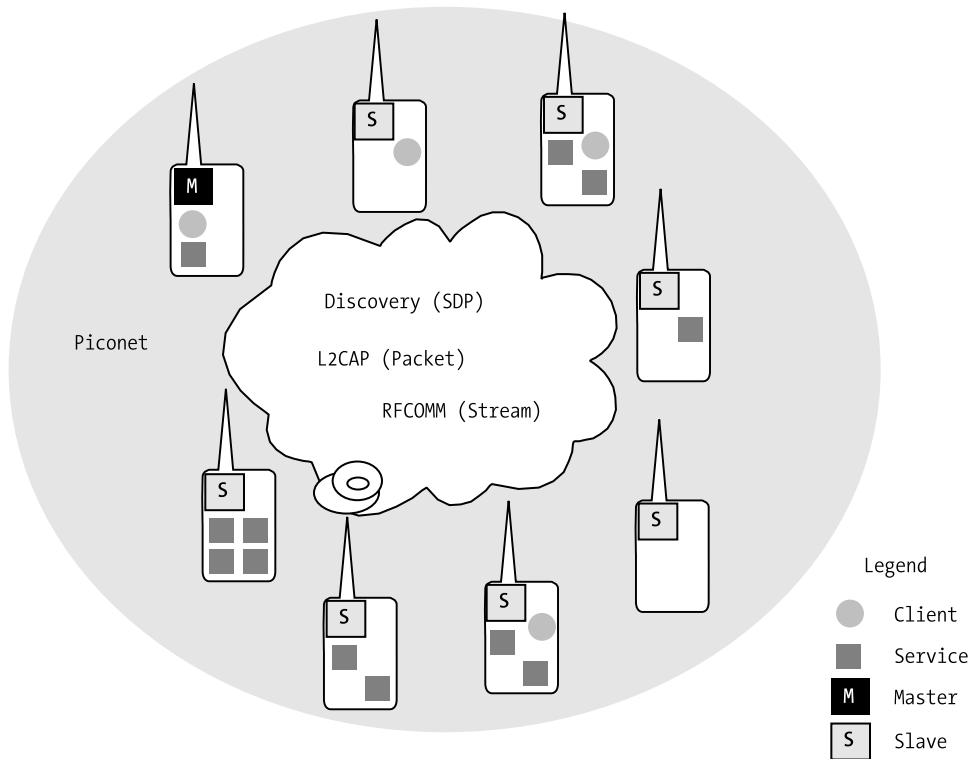 S
S
M
S
Discovery (SDP)
Piconet
L2CAP (Packet)
RFCOMM (Stream)
S
S
S
S
Legend
Client
Service
M Master
S Slave